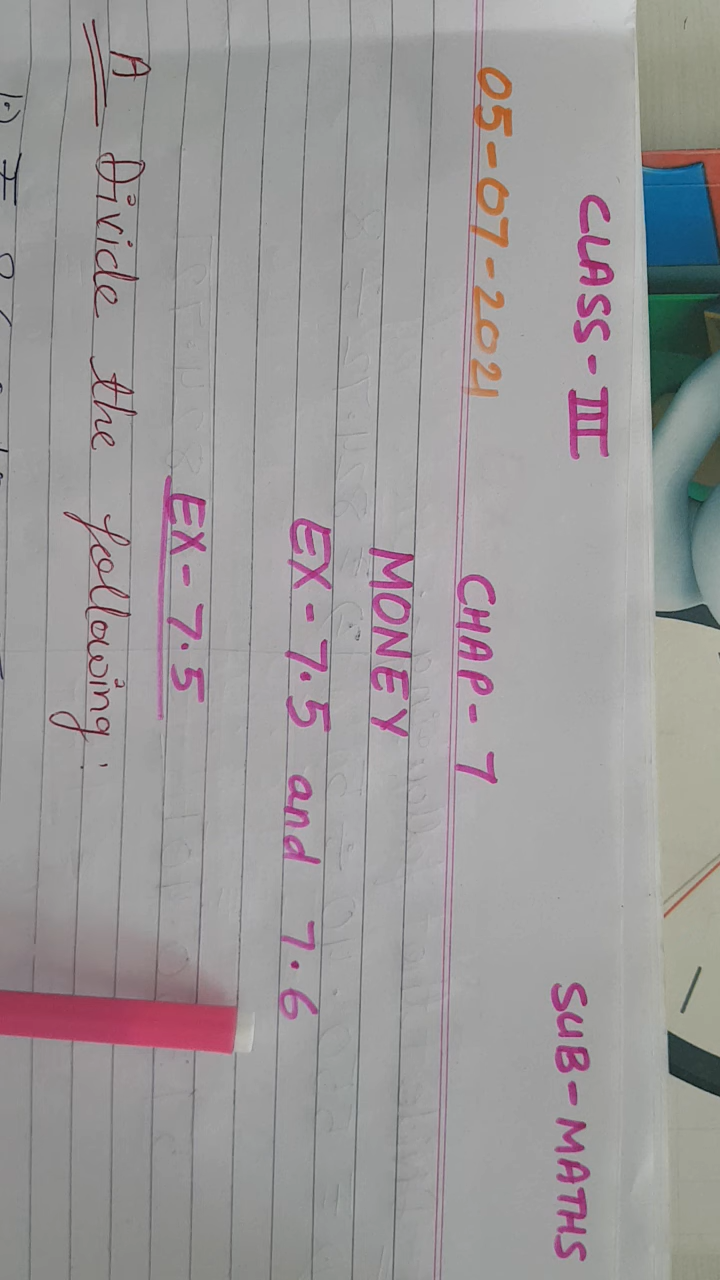 CLASS-III SUB-MATHS
05-07-2021 CHAP-7
MONEY
EX-7.5 and 7.6
EX-7.5
A Divide the following: